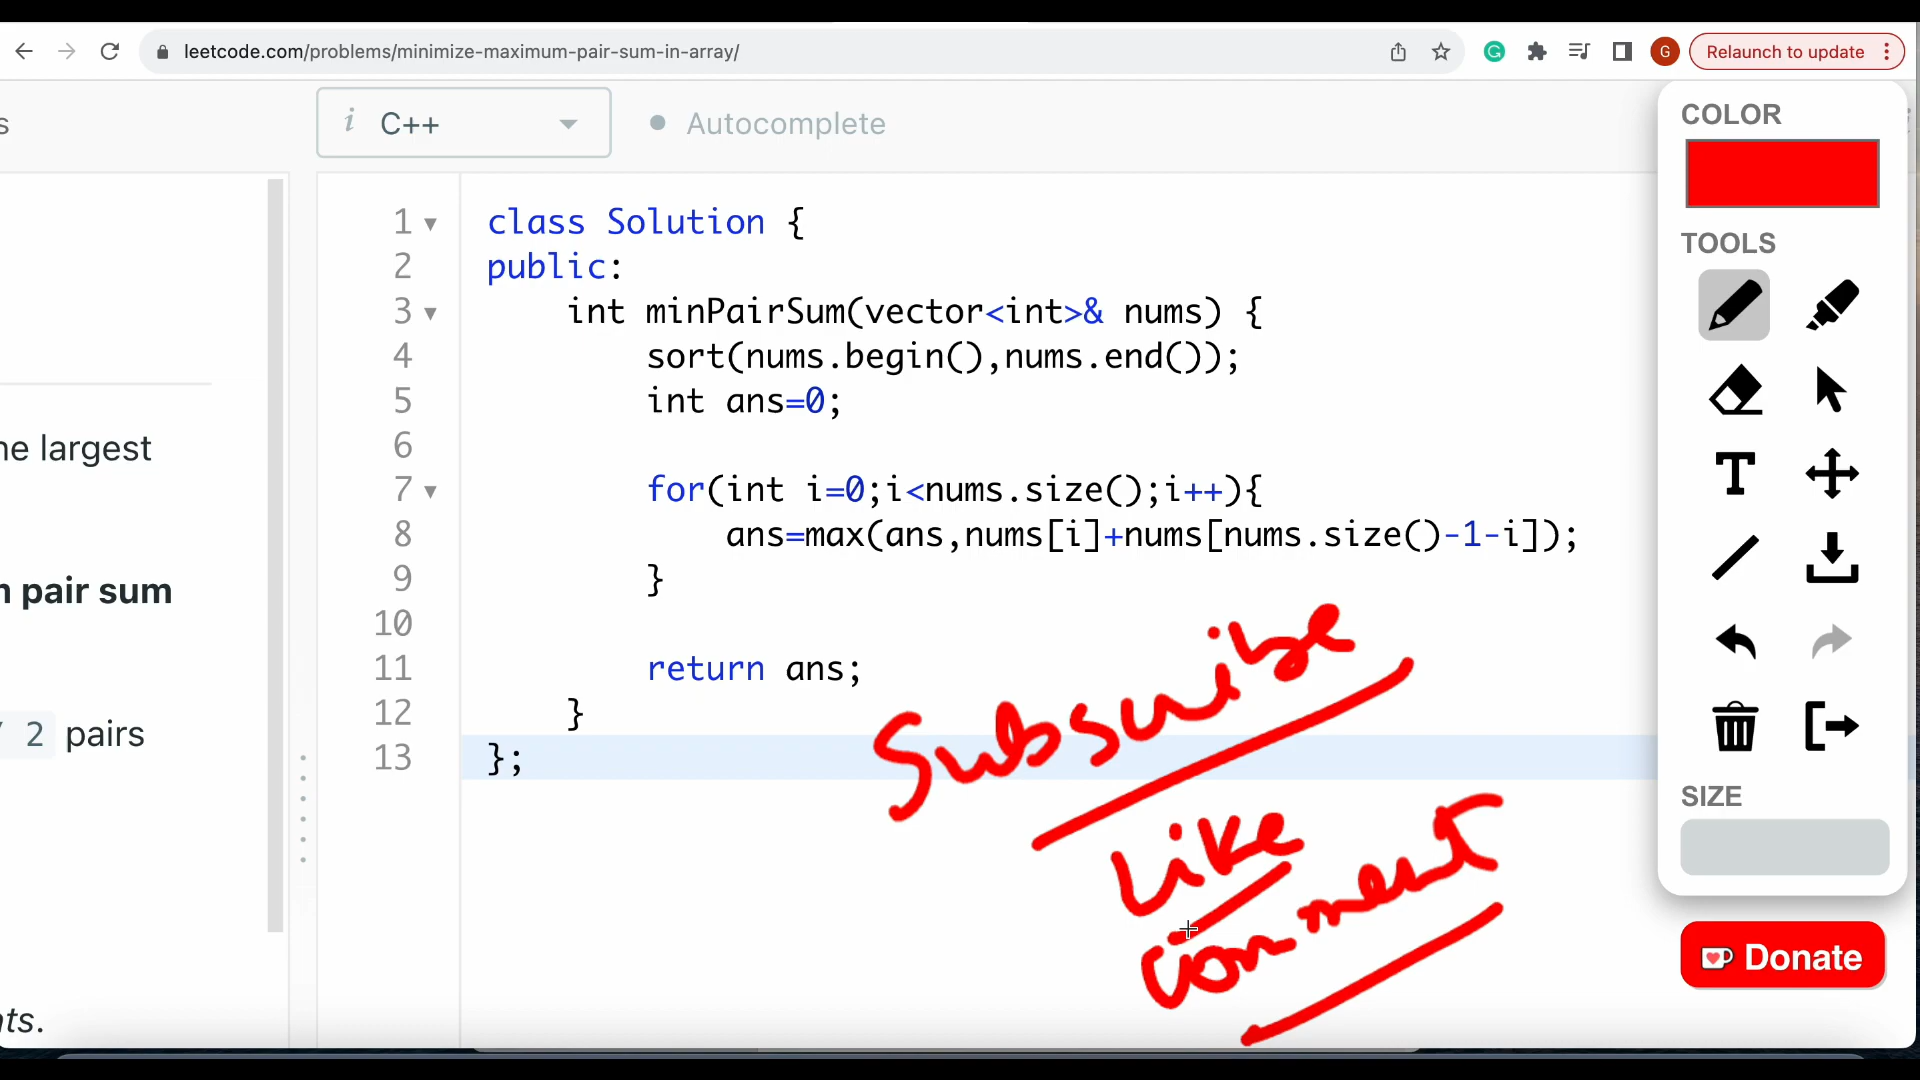 leetcode.com/problems/minimize-maximum-pair-sum-in-array/
G
G
Relaunch to update
s
i C++
Autocomplete
COLOR
TOOLS
1 class Solution {
2 public:
3 int minPairSum(vector<int>& nums) {
4 sort(nums.begin(),nums.end());
5 int ans=0;
6
7 for(int i=0;i<nums.size();i++){
8 ans=max(ans,nums[i]+nums[nums.size()-1-i]);
9 }
10
11 return ans;
12 }
13 };
he largest
pair sum
/ 2 pairs
nts.
T
Subscribe
Like
comment
SIZE
Donate